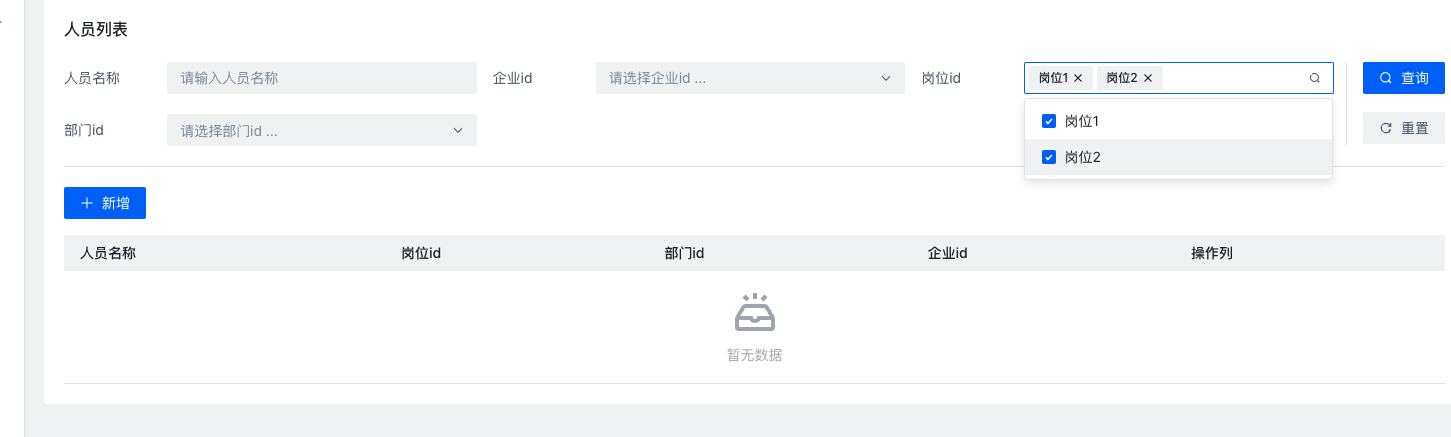 人员列表
人员名称 请输入人员名称 企业id 请选择企业id ... 岗位id 岗位1 岗位2 查询
部门id 请选择部门id ... 岗位1 重置
岗位2
新增
人员名称 岗位id 部门id 企业id 操作列
暂无数据